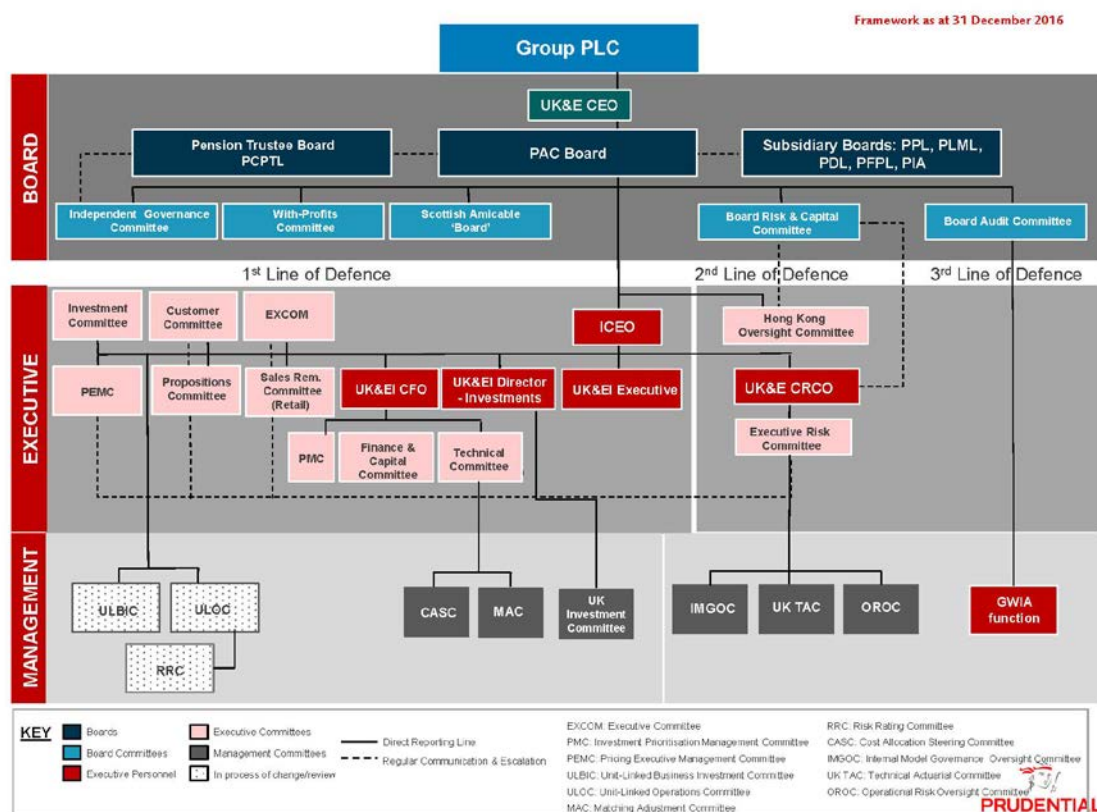 Framework as at 31 December 2016
Group PLC
BOARD
UK&E CEO
Pension Trustee Board
PCPTL
PAC Board
Subsidiary Boards: PPL, PLML,
PDL, PFPL, PIA
Independent Governance
Committee
With-Profits
Committee
Scottish Amicable
‘Board’
Board Risk & Capital
Committee
Board Audit Committee
1st Line of Defence
2nd Line of Defence
3rd Line of Defence
EXECUTIVE
Investment
Committee
Customer
Committee
EXCOM
ICEO
Hong Kong
Oversight Committee
PEMC
Propositions
Committee
Sales Rem.
Committee
(Retail)
UK&EI CFO
UK&EI Director
- Investments
UK&EI Executive
UK&E CRCO
PMC
Finance &
Capital
Committee
Technical
Committee
Executive Risk
Committee
MANAGEMENT
ULBIC
ULOC
RRC
CASC
MAC
UK
Investment
Committee
IMGOC
UK TAC
OROC
GWIA
function
KEY
Boards
Board Committees
Executive Personnel
Executive Committees
Management Committees
In process of change/review
Direct Reporting Line
Regular Communication & Escalation
EXCOM: Executive Committee
PMC: Investment Prioritisation Management Committee
PEMC: Pricing Executive Management Committee
ULBIC: Unit-Linked Business Investment Committee
ULOC: Unit-Linked Operations Committee
MAC: Matching Adjustment Committee
RRC: Risk Rating Committee
CASC: Cost Allocation Steering Committee
IMGOC: Internal Model Governance Oversight Committee
UK TAC: Technical Actuarial Committee
OROC: Operational Risk Oversight Committee
PRUDENTIAL